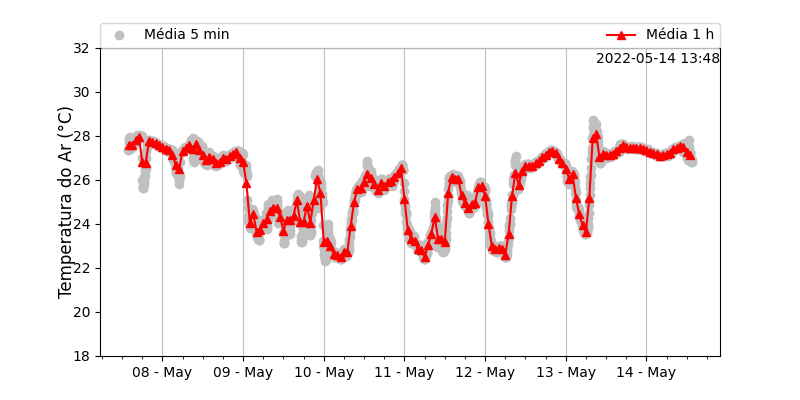 Média 5 min
Média 1 h
2022-05-14 13:48
Temperatura do Ar (°C)
32
30
28
26
24
22
20
18
08 - May
09 - May
10 - May
11 - May
12 - May
13 - May
14 - May